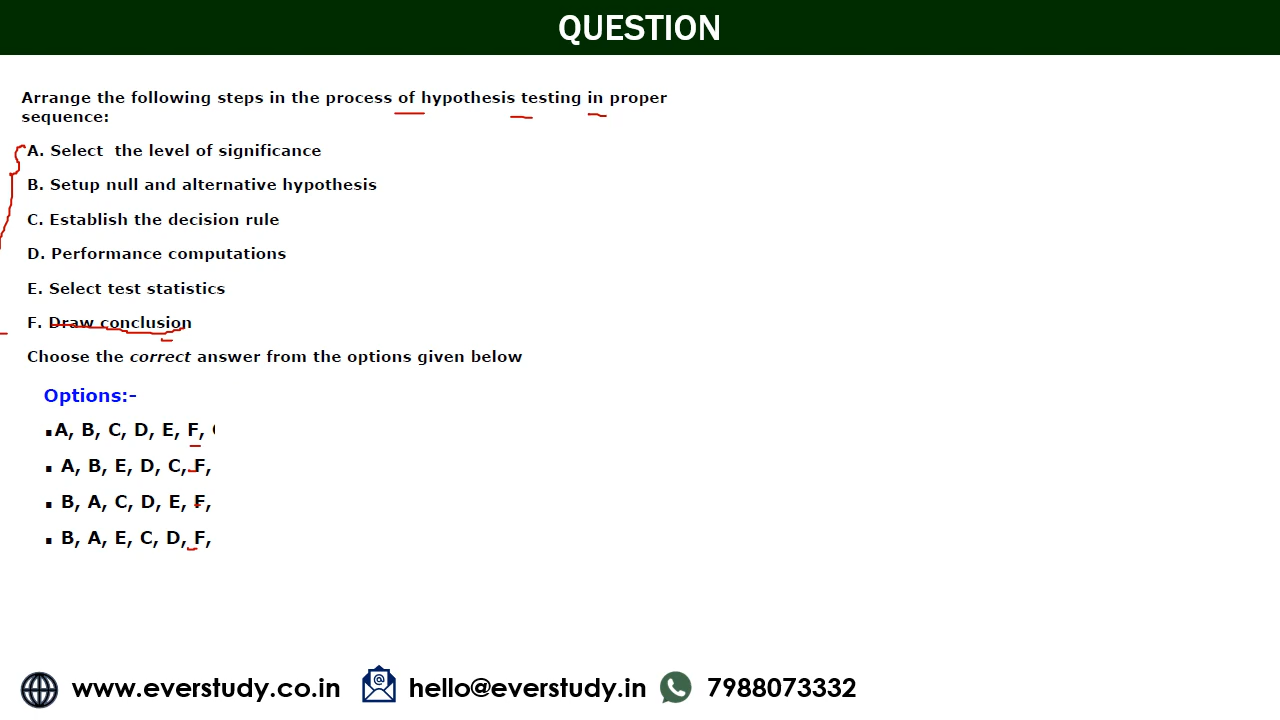 QUESTION
Arrange the following steps in the process of hypothesis testing in proper
sequence:
A. Select the level of significance
B. Setup null and alternative hypothesis
C. Establish the decision rule
D. Performance computations
E. Select test statistics
F. Draw conclusion
Choose the correct answer from the options given below
Options:-
▪A, B, C, D, E, F,
▪ A, B, E, D, C, F,
▪ B, A, C, D, E, F,
▪ B, A, E, C, D, F,
www.everstudy.co.in hello@everstudy.in 7988073332